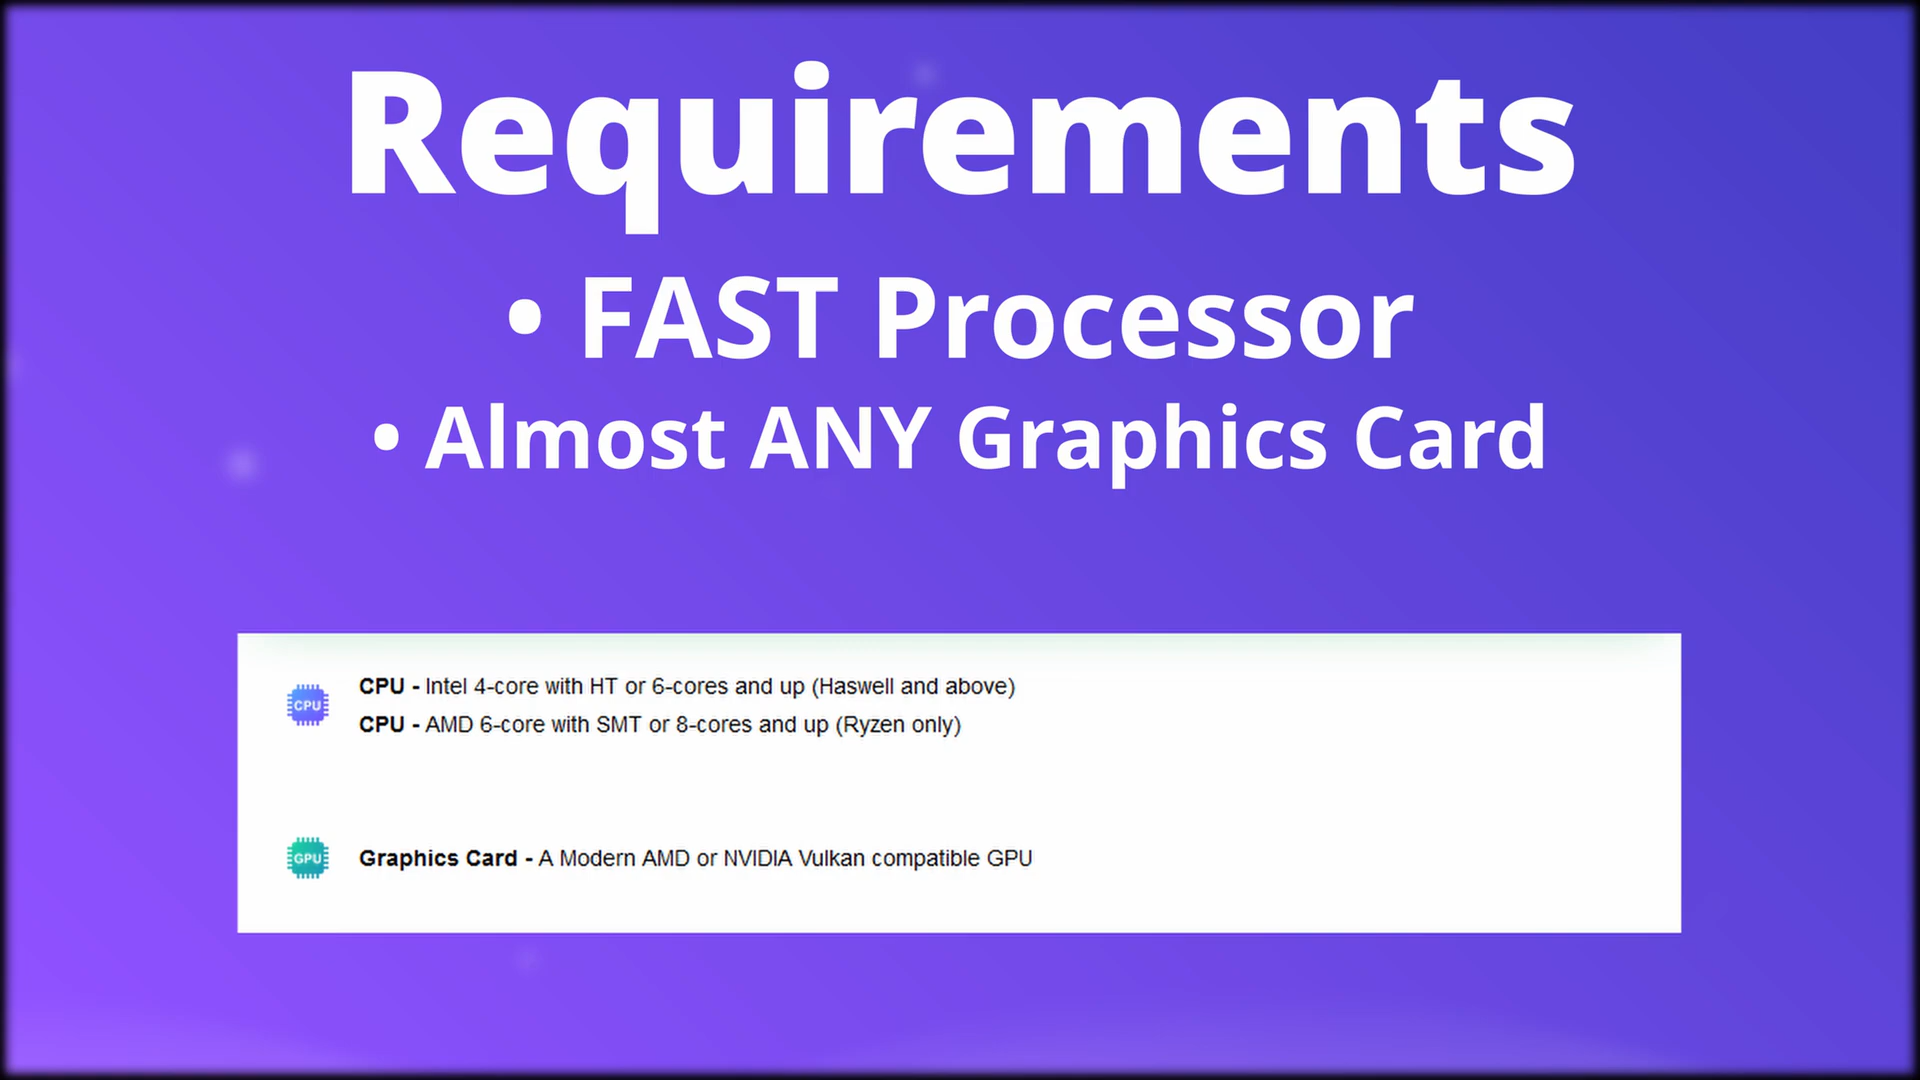 Requirements
• FAST Processor
• Almost ANY Graphics Card
CPU
CPU - Intel 4-core with HT or 6-cores and up (Haswell and above)
CPU - AMD 6-core with SMT or 8-cores and up (Ryzen only)
GPU
Graphics Card - A Modern AMD or NVIDIA Vulkan compatible GPU